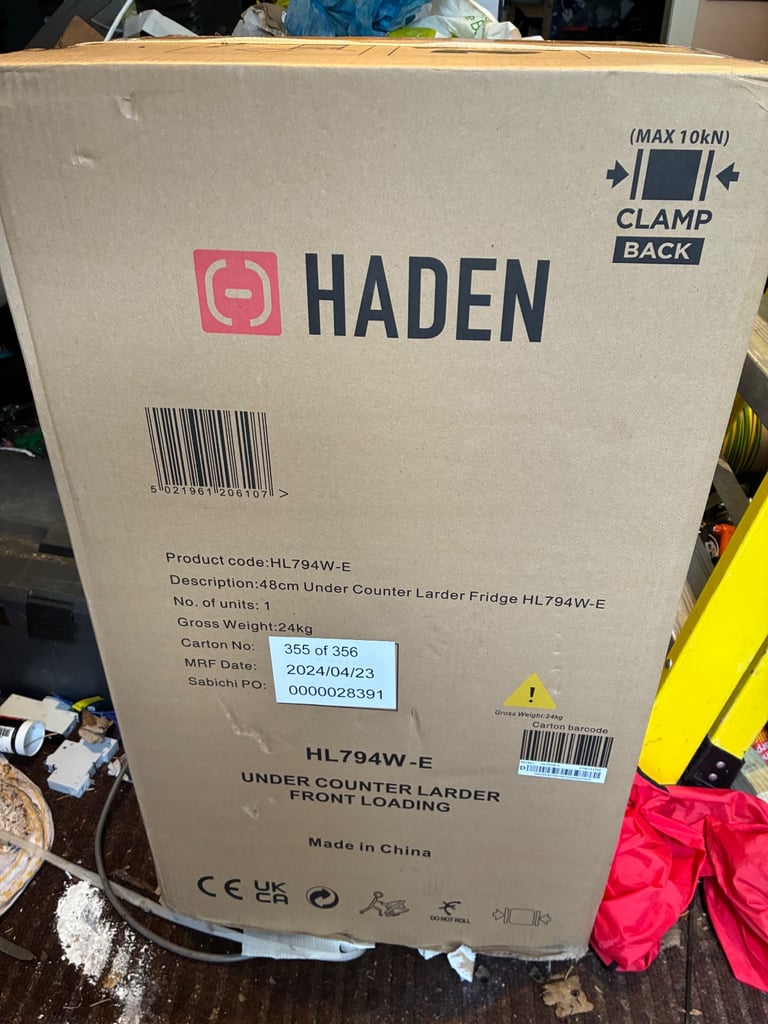 (MAX 10kN)
CLAMP
BACK
HADEN
5 021961 206107 >
Product code:HL794W-E
Description:48cm Under Counter Larder Fridge HL794W-E
No. of units: 1
Gross Weight:24kg
Carton No: 355 of 356
MRF Date: 2024/04/23
Sabichi PO: 0000028391
Gross Weight:24kg
Carton barcode
HL794W-E
UNDER COUNTER LARDER
FRONT LOADING
Made in China
CE UK CA
DO NOT ROLL